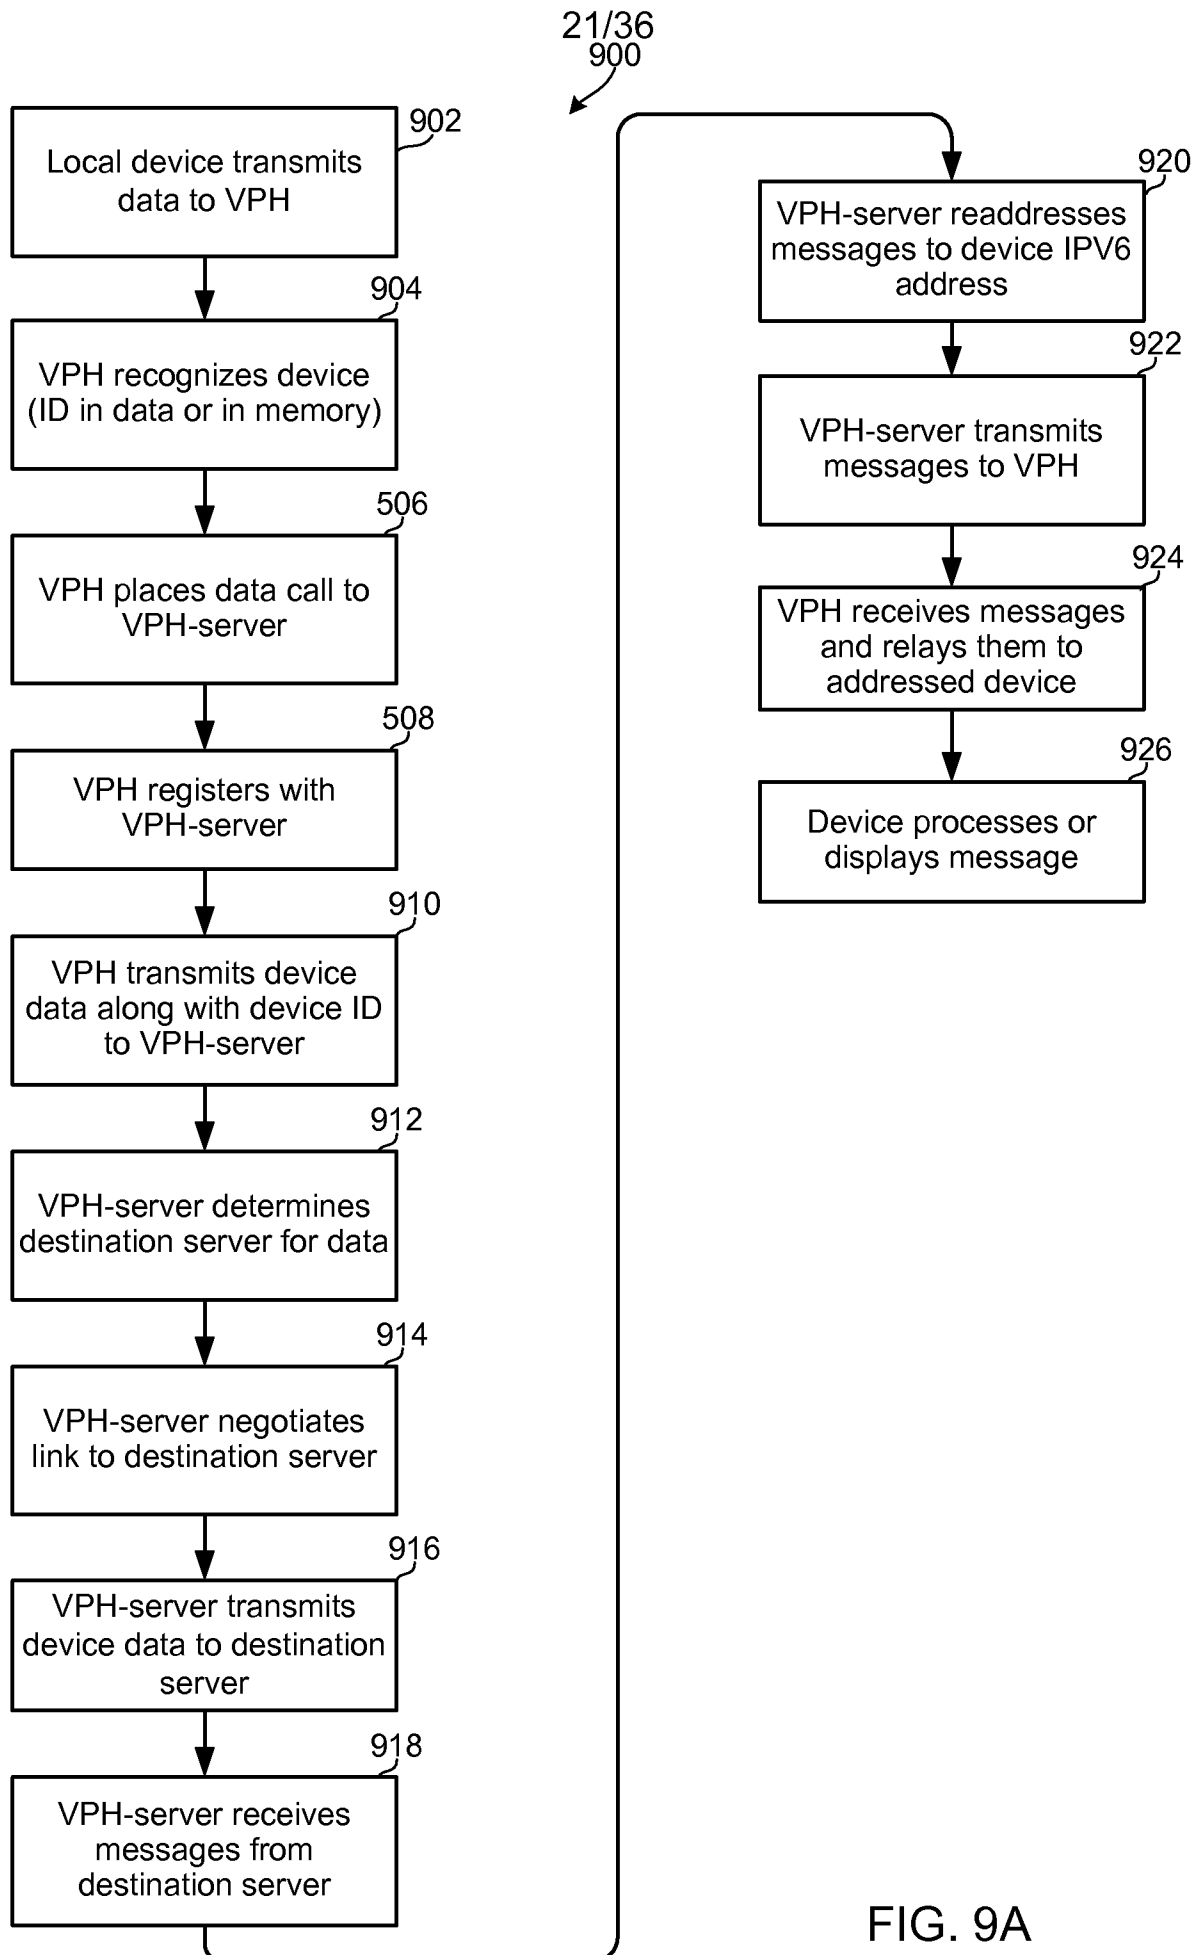 21/36
900
902
Local device transmits
data to VPH
904
VPH recognizes device
(ID in data or in memory)
506
VPH places data call to
VPH-server
508
VPH registers with
VPH-server
910
VPH transmits device
data along with device ID
to VPH-server
912
VPH-server determines
destination server for data
914
VPH-server negotiates
link to destination server
916
VPH-server transmits
device data to destination
server
918
VPH-server receives
messages from
destination server
920
VPH-server readdresses
messages to device IPV6
address
922
VPH-server transmits
messages to VPH
924
VPH receives messages
and relays them to
addressed device
926
Device processes or
displays message
FIG. 9A